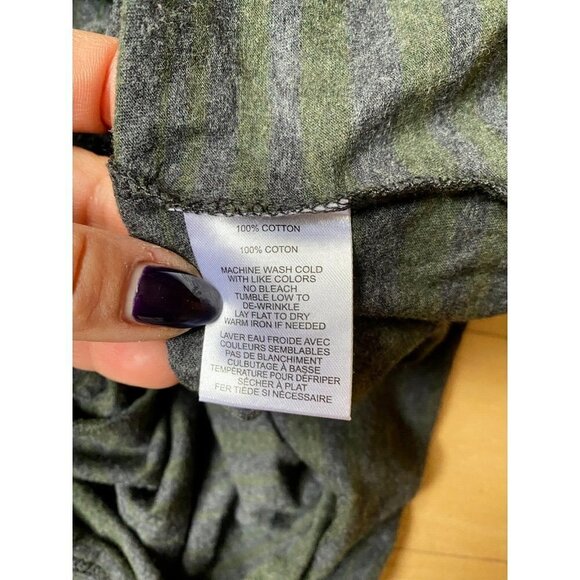 100% COTTON
100% COTON
MACHINE WASH COLD
WITH LIKE COLORS
NO BLEACH
TUMBLE LOW TO
DE-WRINKLE
LAY FLAT TO DRY
WARM IRON IF NEEDED
LAVER EAU FROIDE AVEC
COULEURS SEMBLABLES
PAS DE BLANCHIMENT
CULBUTAGE À BASSE
TEMPÉRATURE POUR DÉFRIPER
SÉCHER À PLAT
FER TIÈDE SI NÉCESSAIRE